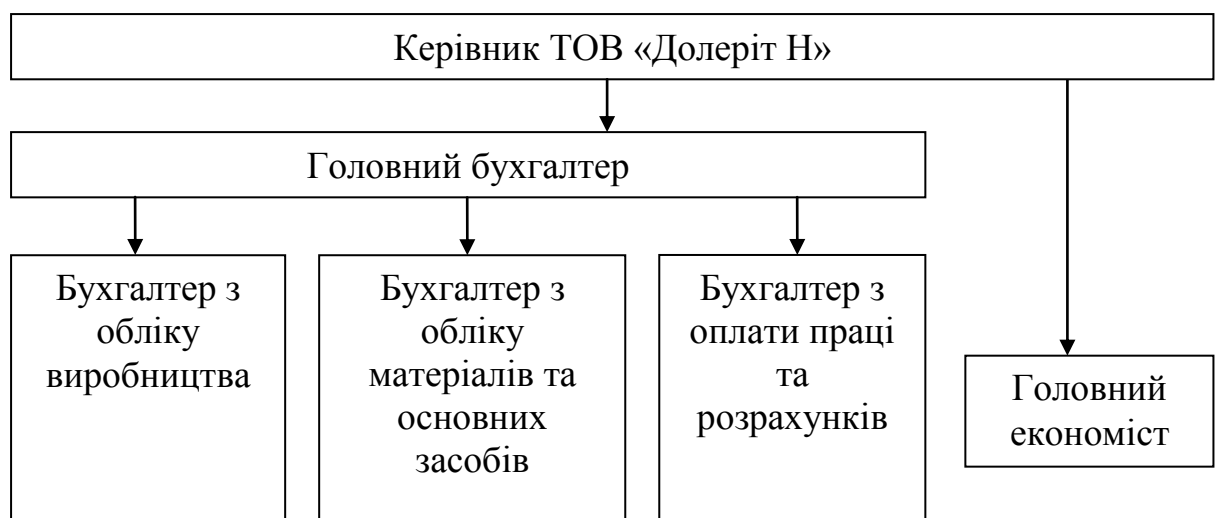 Керівник ТОВ «Долеріт Н»
Головний бухгалтер
Бухгалтер з
обліку
виробництва
Бухгалтер з
обліку
матеріалів та
основних
засобів
Бухгалтер з
оплати праці
та
розрахунків
Головний
економіст